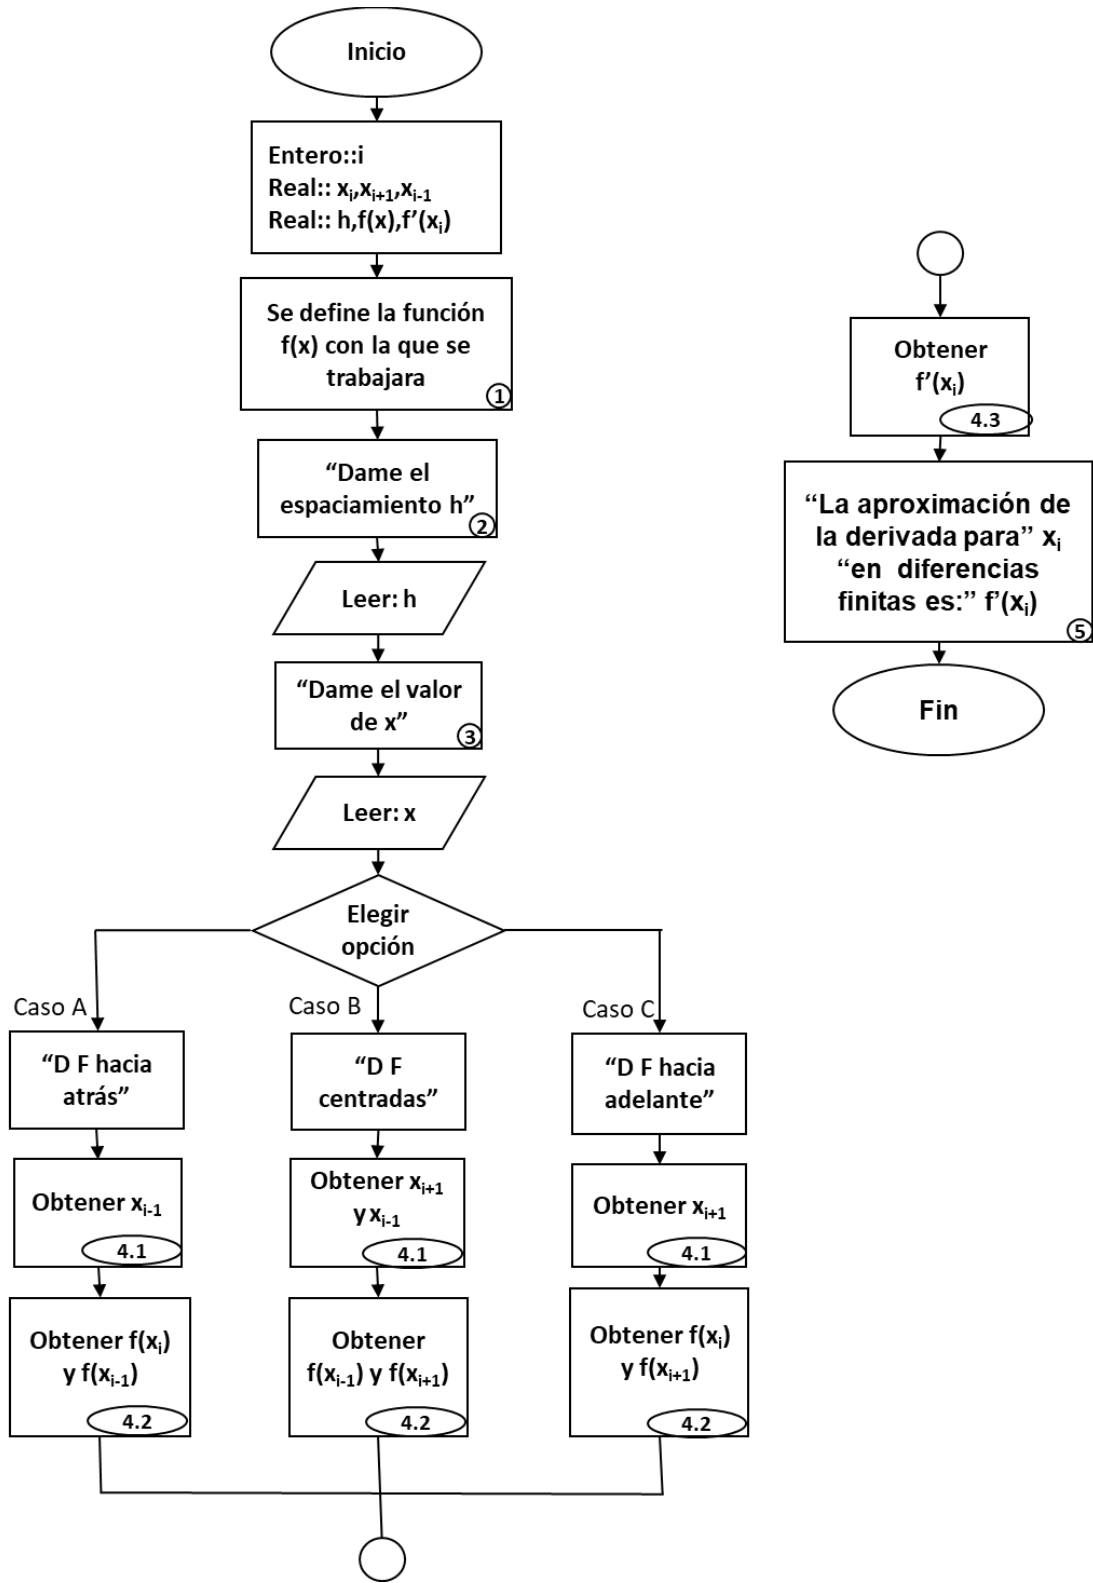 Inicio
Entero::i
Real:: xi,xi+1,xi-1
Real:: h,f(x),f’(xi)
Se define la función
f(x) con la que se
trabajara
1
“Dame el
espaciamiento h”
2
Leer: h
“Dame el valor
de x”
3
Leer: x
Elegir
opción
Caso A
“D F hacia
atrás”
Obtener xi-1
4.1
Obtener f(xi)
y f(xi-1)
4.2
Caso B
“D F
centradas”
Obtener xi+1
y xi-1
4.1
Obtener
f(xi-1) y f(xi+1)
4.2
Caso C
“D F hacia
adelante”
Obtener xi+1
4.1
Obtener f(xi)
y f(xi+1)
4.2
Obtener
f’(xi)
4.3
“La aproximación de
la derivada para” xi
“en diferencias
finitas es:” f’(xi)
5
Fin